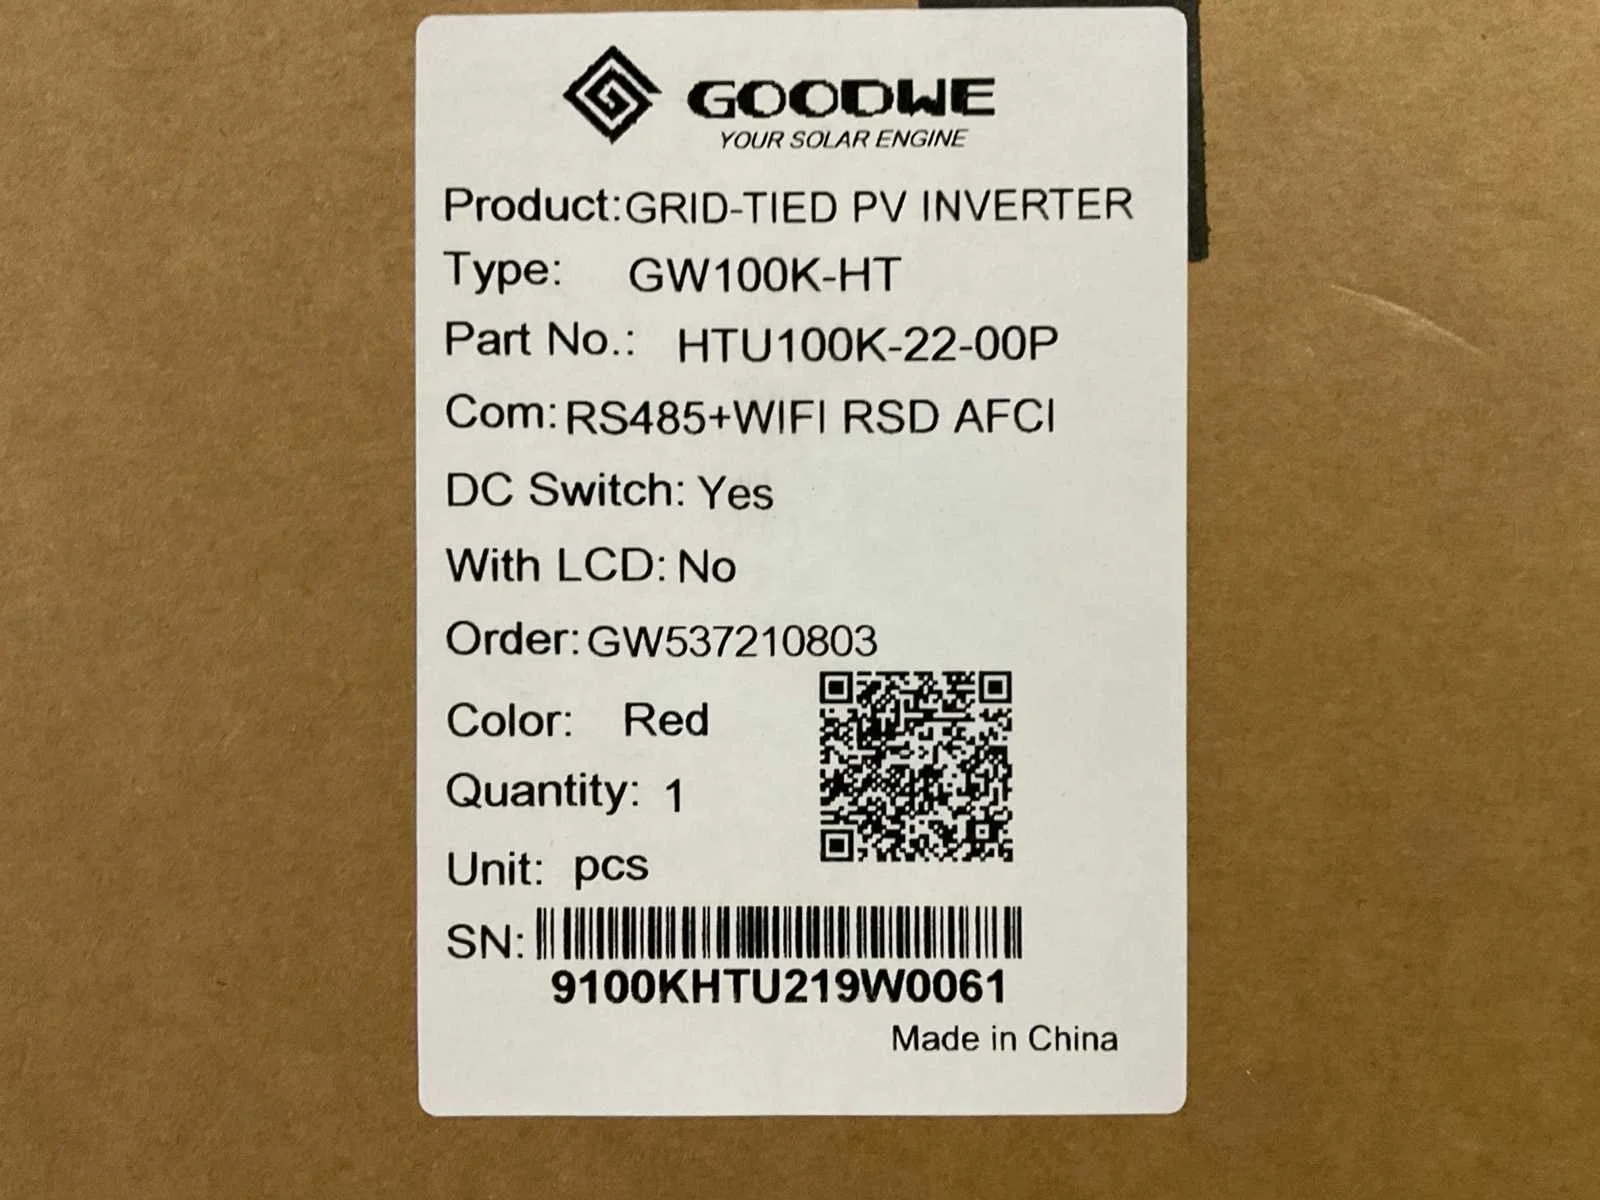 GOODWE
YOUR SOLAR ENGINE
Product:GRID-TIED PV INVERTER
Type: GW100K-HT
Part No.: HTU100K-22-00P
Com:RS485+WIFI RSD AFCI
DC Switch: Yes
With LCD: No
Order:GW537210803
Color: Red
Quantity: 1
Unit: pcs
SN:
9100KHTU219W0061
Made in China